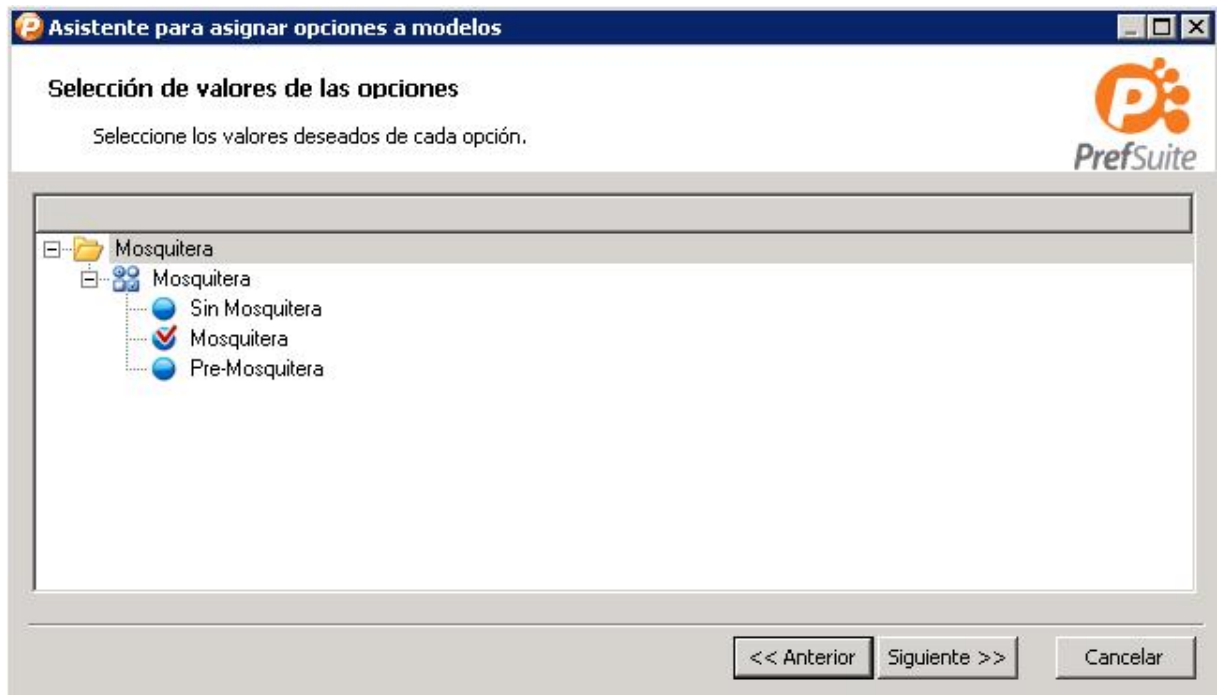 Asistente para asignar opciones a modelos
Selección de valores de las opciones
Seleccione los valores deseados de cada opción.
PrefSuite
Mosquitera
Mosquitera
Sin Mosquitera
Mosquitera
Pre-Mosquitera
<< Anterior Siguiente >> Cancelar